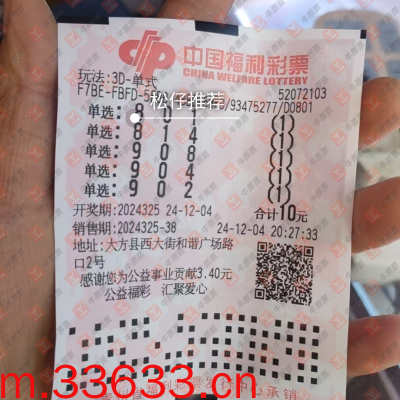 中国福利彩票
CHINA WELFARE LOTTERY
玩法:3D-单式
52072103
F7BE-FBFD-5
/93475277/D0801
松仔推荐
单选: 8 0 1 (1)
单选: 8 1 4 (1)
单选: 9 0 8 (1)
单选: 9 0 4 (1)
单选: 9 0 2 (1)
开奖期:2024325 24-12-04 合计10元
销售期:2024325-38 24-12-04 20:27:33
地址:大方县西大街和谐广场路
口2号
感谢您为公益事业贡献3.40元
公益福彩 汇聚爱心
m.33633.cn
承销